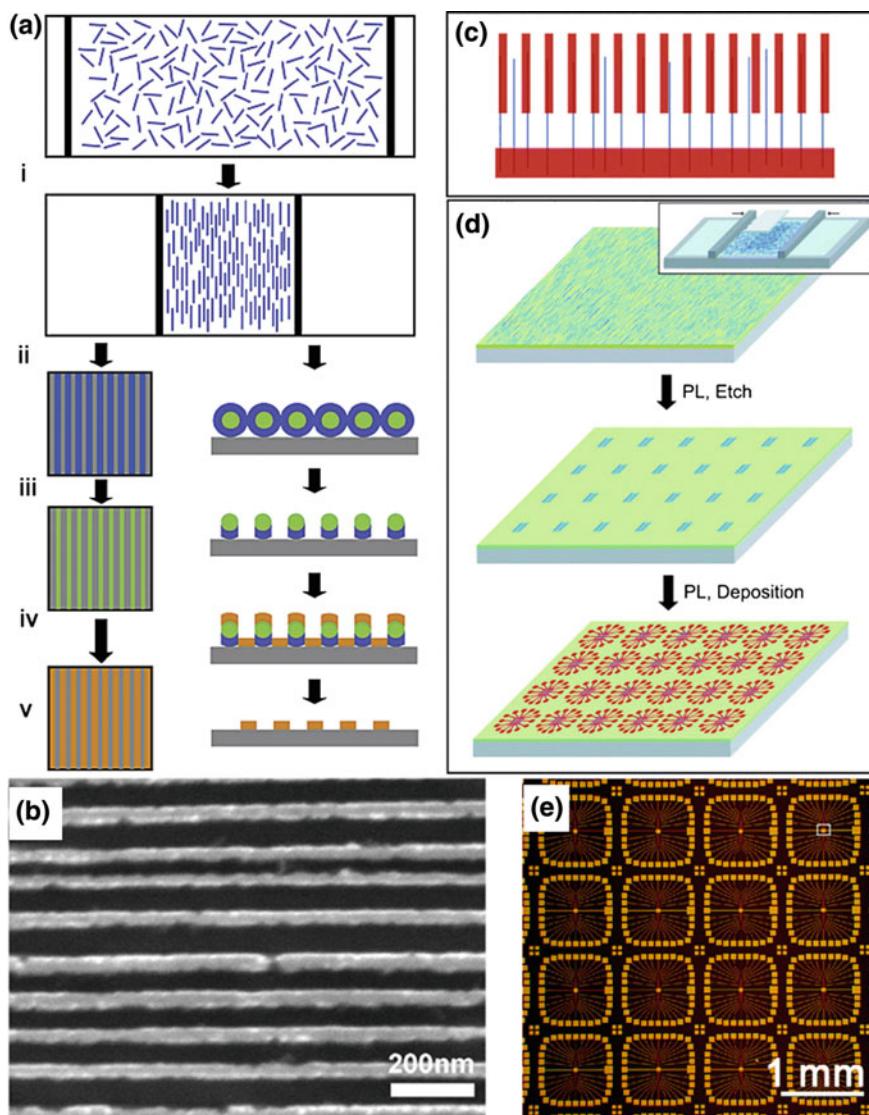 (a)
i
ii
iii
iv
v
(b)
200nm
(c)
(d)
PL, Etch
PL, Deposition
(e)
1 mm